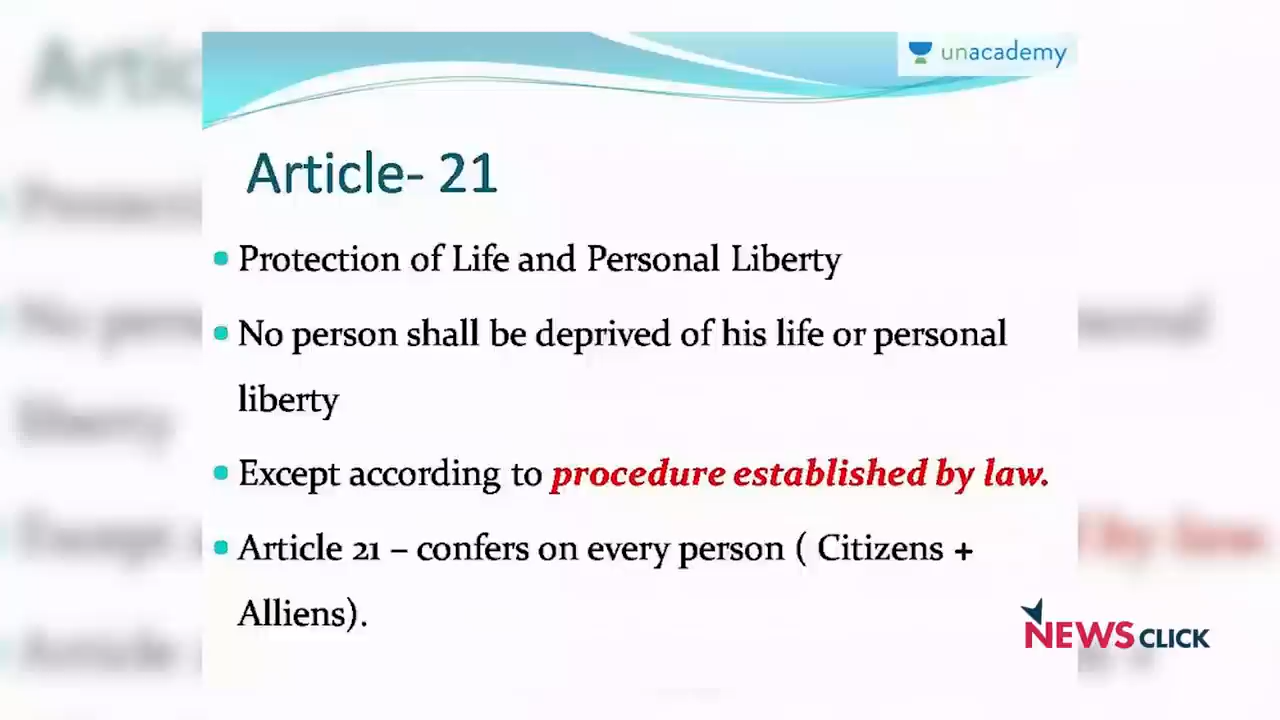 unacademy
Article- 21
Protection of Life and Personal Liberty
No person shall be deprived of his life or personal
liberty
Except according to procedure established by law.
Article 21 – confers on every person ( Citizens +
Alliens).
NEWS CLICK